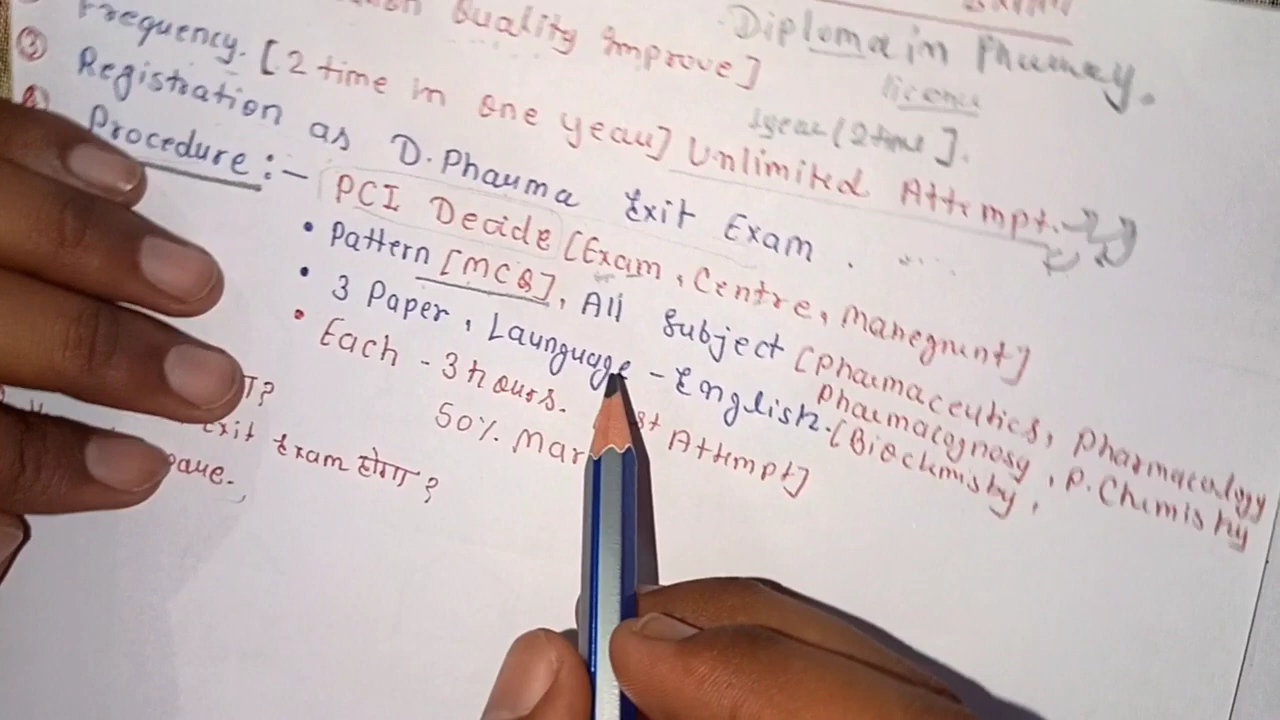 Quality Improve]
Diploma in Phamacy.
licence
1year [2time].
Frequency. [2 time in one year] Unlimited Attempt.
③ Registration as D. Pharma Exit Exam.
Procedure :- PCI Decide [Exam, Centre, Manegment]
• Pattern [MCQ], All Subject [Pharmaceutics, Pharmacology
Pharmacognosy, P. Chemistry
• 3 Paper, Launguage - English. [Biochemistry,
• Each - 3 hours.
50% Mar st Attempt]
Exit Exam होगा?